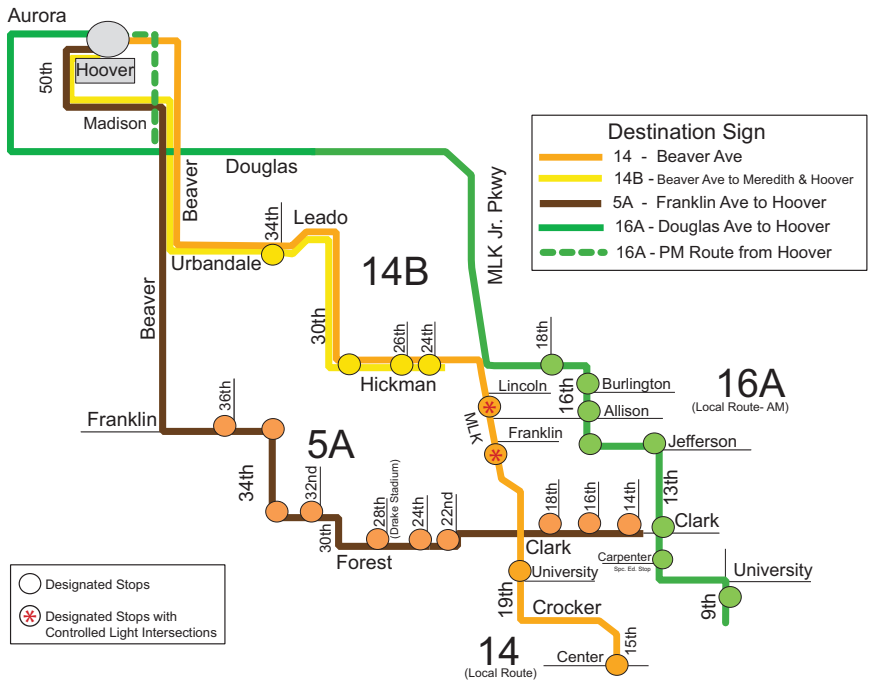 Aurora
Hoover
50th
Madison
Douglas
Beaver
Beaver
MLK Jr. Pkwy
Destination Sign
14 - Beaver Ave
14B - Beaver Ave to Meredith & Hoover
5A - Franklin Ave to Hoover
16A - Douglas Ave to Hoover
16A - PM Route from Hoover
34th
Leado
Urbandale
14B
30th
26th
24th
Hickman
18th
16th
Lincoln
Burlington
Allison
16A
(Local Route- AM)
MLK
Franklin
Jefferson
36th
Franklin
5A
34th
32nd
30th
28th
(Drake Stadium)
24th
22nd
Forest
18th
16th
14th
13th
Clark
Clark
Carpenter
Spc. Ed. Stop
University
University
9th
19th
Crocker
15th
14
(Local Route)
Center
Designated Stops
Designated Stops with
Controlled Light Intersections